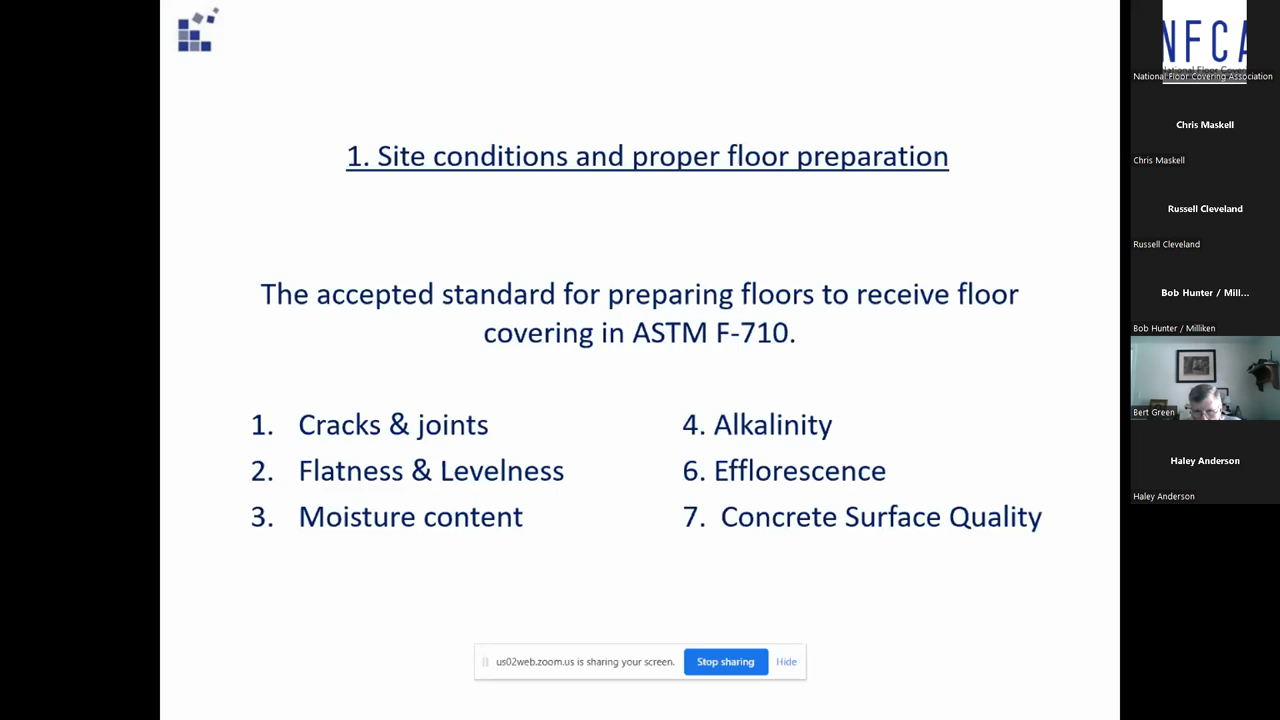 1. Site conditions and proper floor preparation
The accepted standard for preparing floors to receive floor
covering in ASTM F-710.
1. Cracks & joints
2. Flatness & Levelness
3. Moisture content
4. Alkalinity
6. Efflorescence
7. Concrete Surface Quality
us02web.zoom.us is sharing your screen.
Stop sharing
Hide
NFCA
National Floor Covering Association
Chris Maskell
Chris Maskell
Russell Cleveland
Russell Cleveland
Bob Hunter / Mill...
Bob Hunter / Milliken
Bert Green
Haley Anderson
Haley Anderson